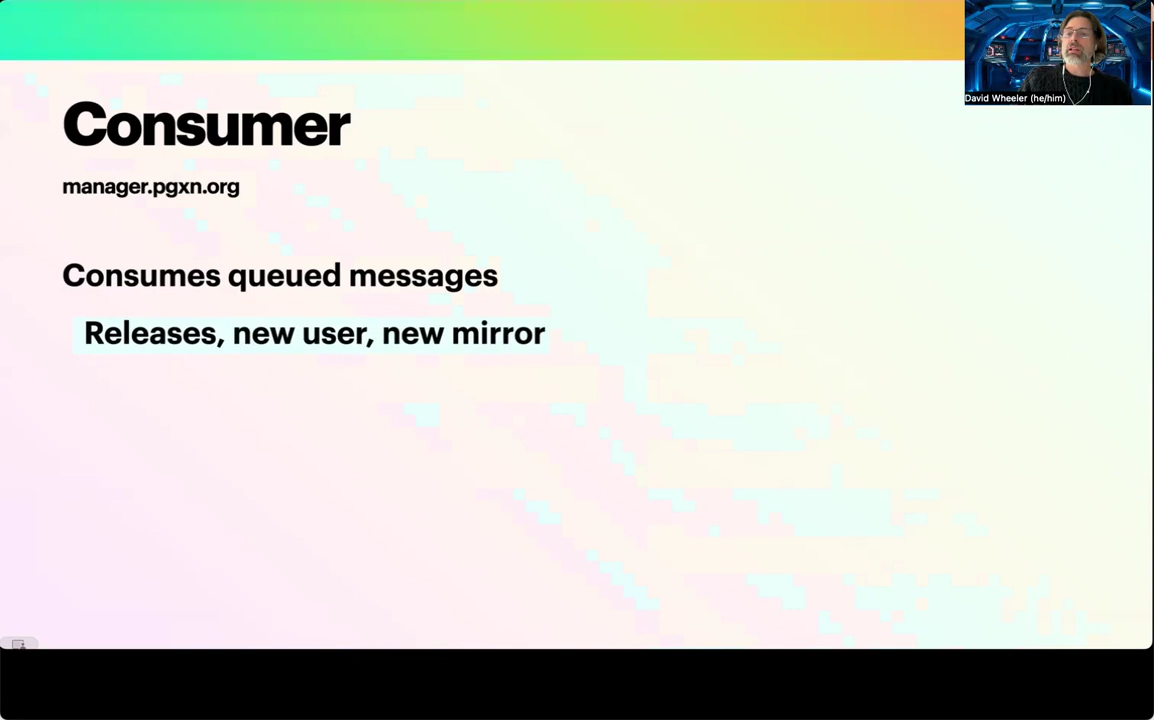 Consumer
manager.pgxn.org
Consumes queued messages
Releases, new user, new mirror
David Wheeler (he/him)